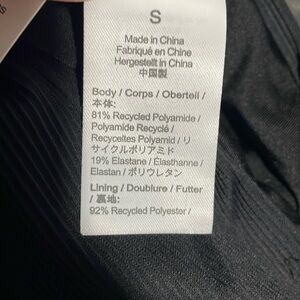 S
Made in China
Fabriqué en Chine
Hergestellt in China
中国製
Body / Corps / Oberteil /
本体:
81% Recycled Polyamide /
Polyamide Recyclé /
Recyceltes Polyamid / リ
サイクルポリアミド
19% Elastane / Élasthanne /
Elastan / ポリウレタン
Lining / Doublure / Futter
/ 裏地:
92% Recycled Polyester /